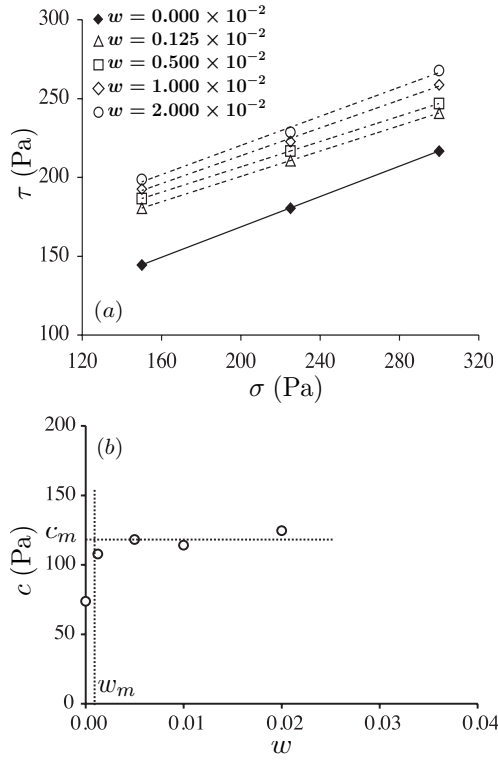 300
◆ w = 0.000 × 10⁻²
△ w = 0.125 × 10⁻²
□ w = 0.500 × 10⁻²
◇ w = 1.000 × 10⁻²
○ w = 2.000 × 10⁻²
250
τ (Pa)
200
150
(a)
100
120 160 200 240 280 320
σ (Pa)
200
(b)
150
cₘ
c (Pa)
100
50
wₘ
0
0.00 0.01 0.02 0.03 0.04
w